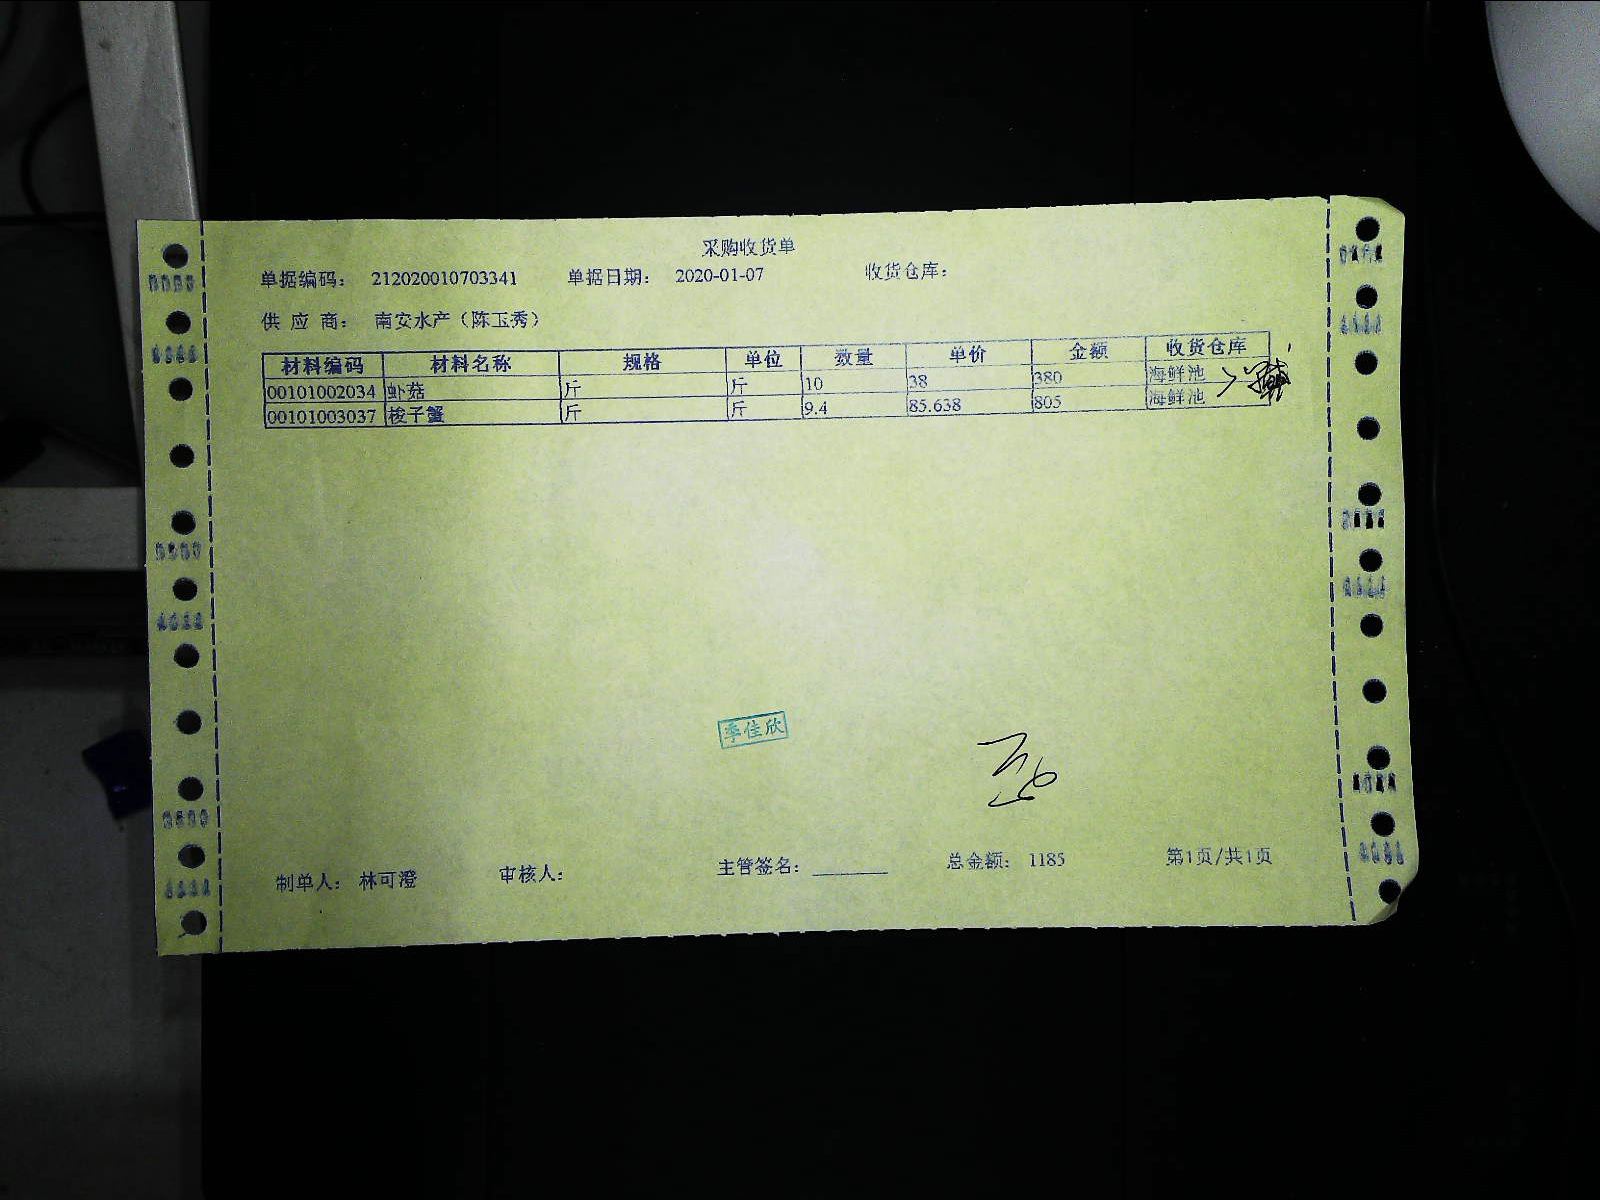 采购收货单
单据编码： 212020010703341 单据日期： 2020-01-07 收货仓库：
供 应 商： 南安水产（陈玉秀）
材料编码 材料名称 规格 单位 数量 单价 金额 收货仓库
00101002034 虾菇 斤 斤 10 38 380 海鲜池
00101003037 梭子蟹 斤 斤 9.4 85.638 805 海鲜池
季佳欣
制单人： 林可澄 审核人： 主管签名：________ 总金额： 1185 第1页/共1页